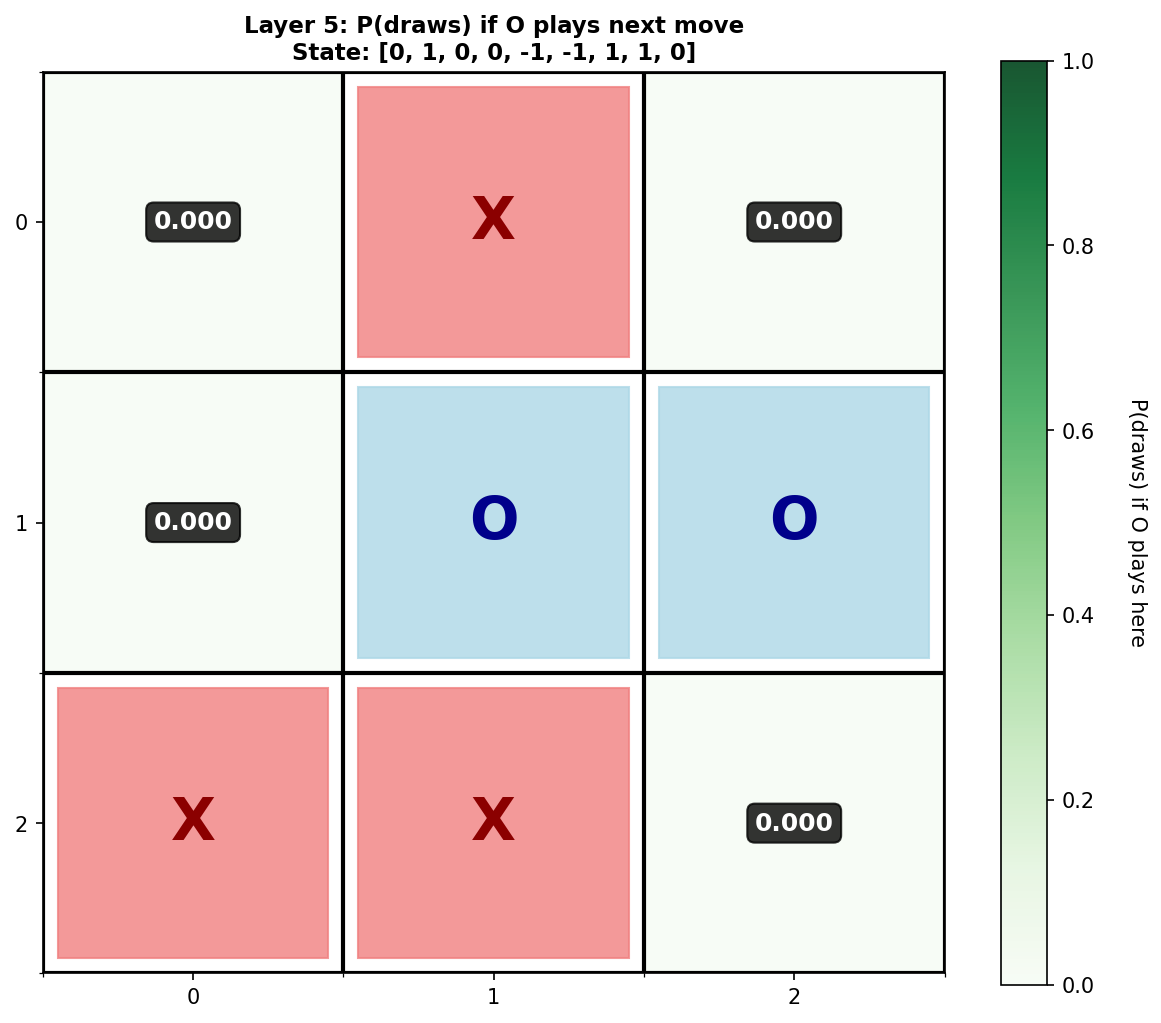 Layer 5: P(draws) if O plays next move
State: [0, 1, 0, 0, -1, -1, 1, 1, 0]
0.000
X
0.000
0.000
O
O
X
X
0.000
0
1
2
0
1
2
1.0
0.8
0.6
0.4
0.2
0.0
P(draws) if O plays here